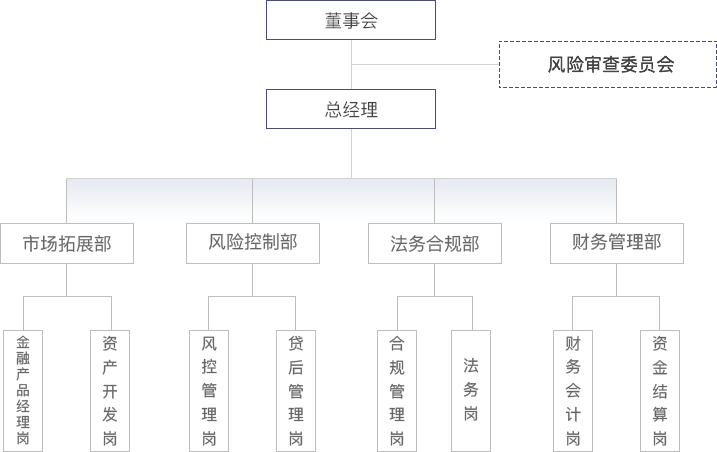 董事会
风险审查委员会
总经理
市场拓展部
风险控制部
法务合规部
财务管理部
金融产品经理岗
资产开发岗
风控管理岗
贷后管理岗
合规管理岗
法务岗
财务会计岗
资金结算岗